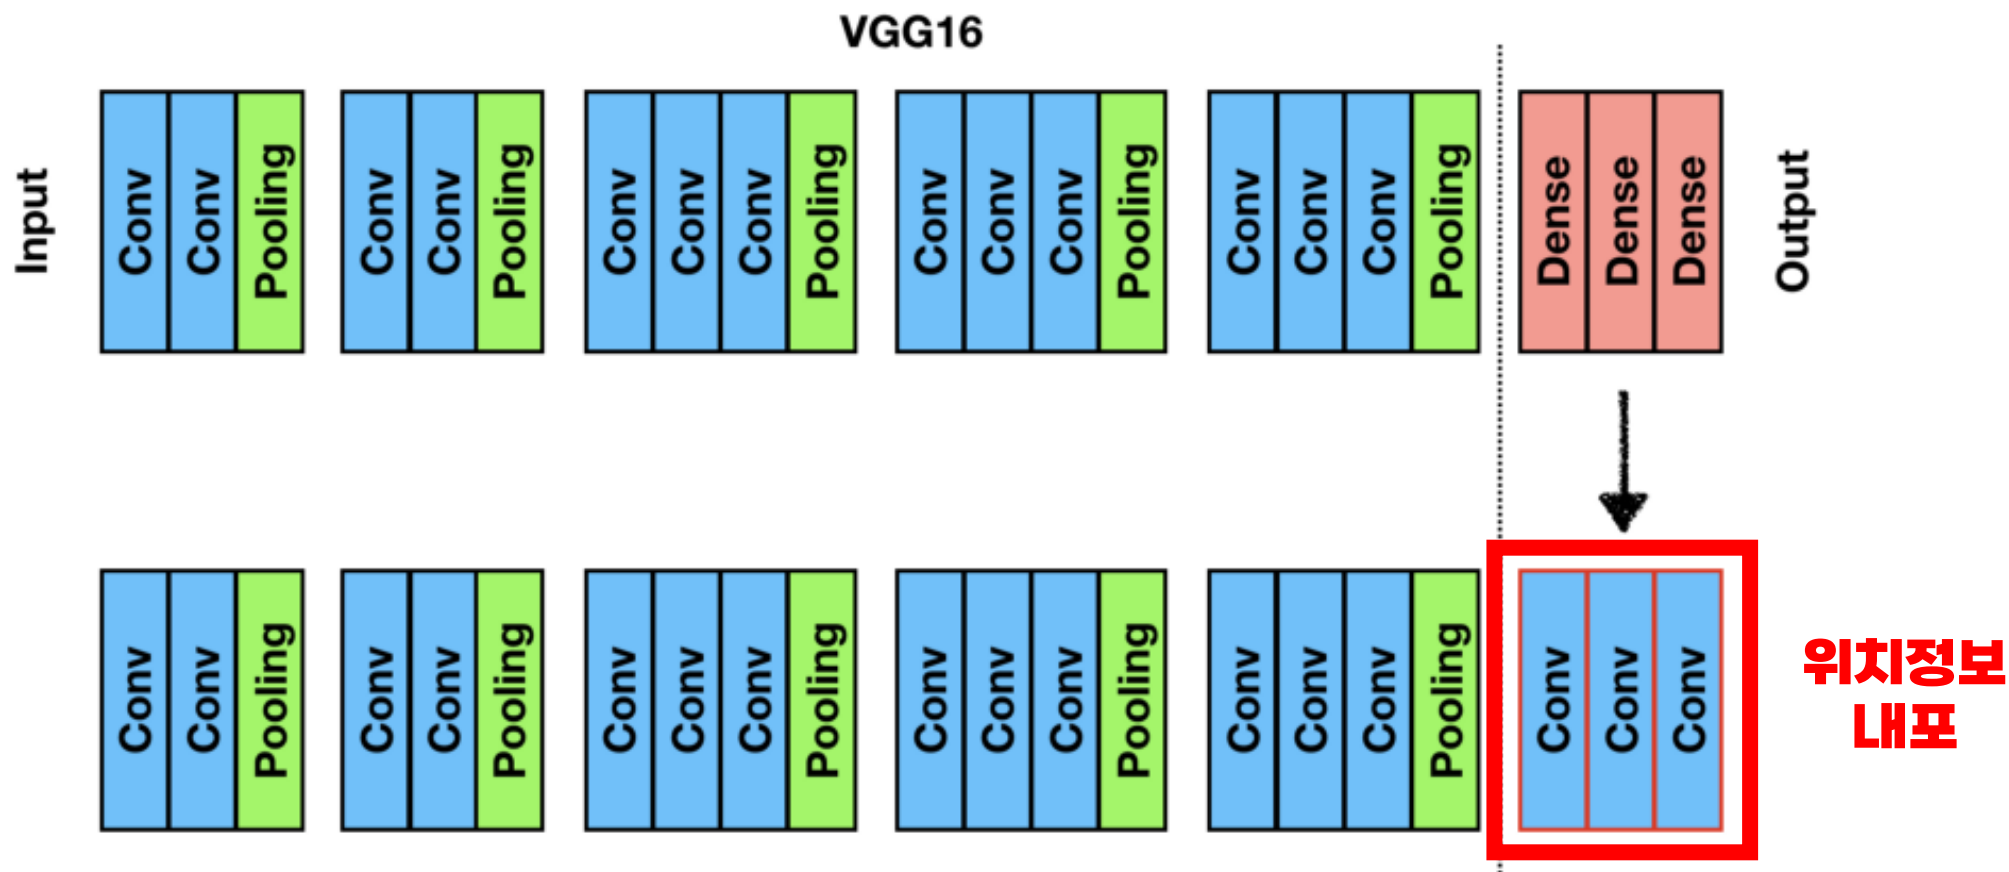 VGG16
Input
Conv Conv Pooling Conv Conv Pooling Conv Conv Conv Pooling Conv Conv Conv Pooling Conv Conv Conv Pooling Dense Dense Dense
Output
Conv Conv Pooling Conv Conv Pooling Conv Conv Conv Pooling Conv Conv Conv Pooling Conv Conv Conv Pooling Conv Conv Conv
위치정보
내포